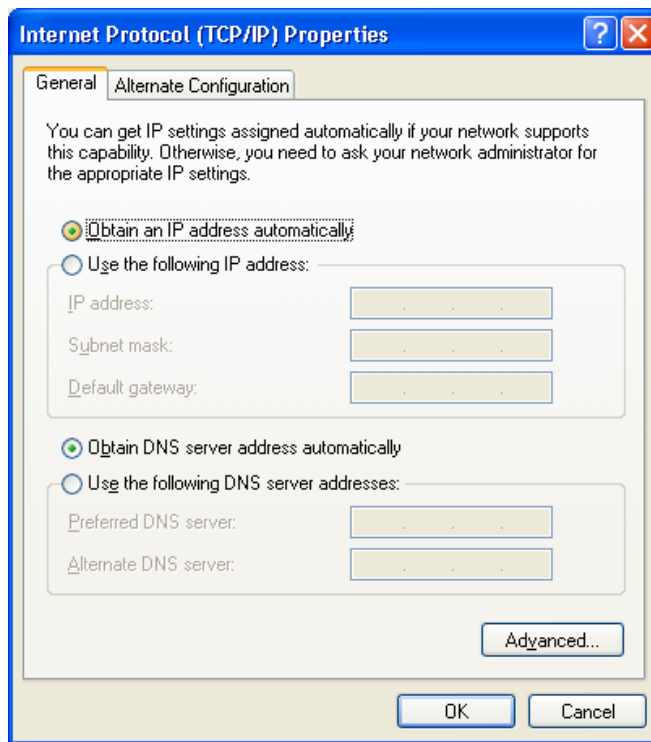 Internet Protocol (TCP/IP) Properties
General
Alternate Configuration
You can get IP settings assigned automatically if your network supports
this capability. Otherwise, you need to ask your network administrator for
the appropriate IP settings.
Obtain an IP address automatically
Use the following IP address:
IP address:
Subnet mask:
Default gateway:
Obtain DNS server address automatically
Use the following DNS server addresses:
Preferred DNS server:
Alternate DNS server:
Advanced...
OK
Cancel